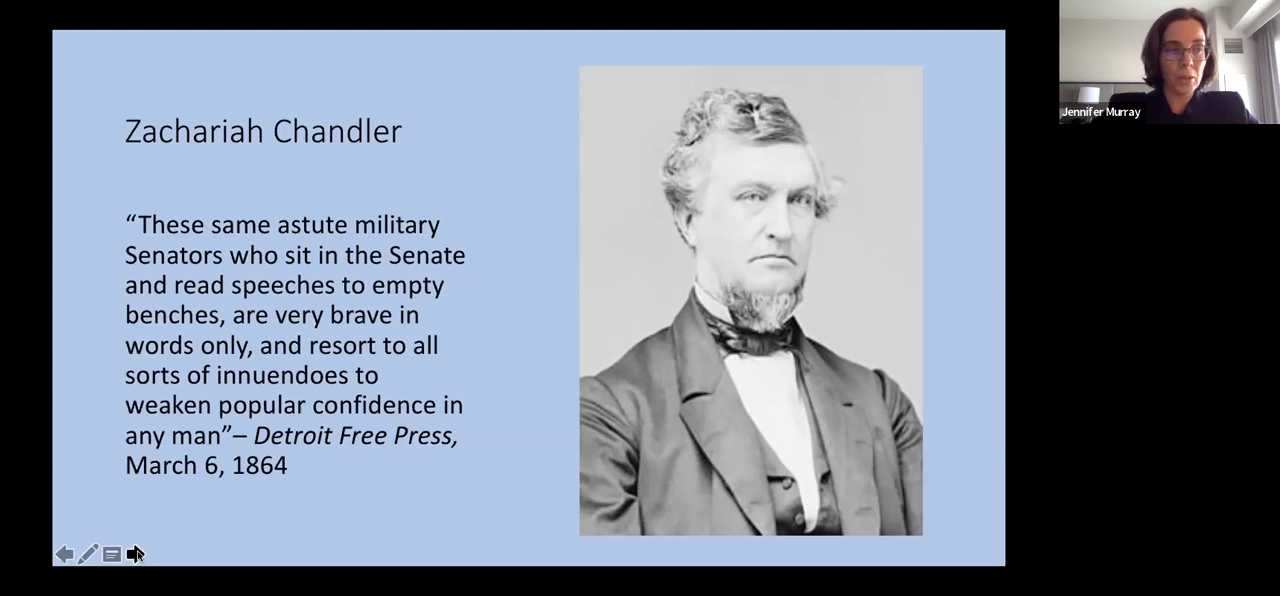 Zachariah Chandler
“These same astute military
Senators who sit in the Senate
and read speeches to empty
benches, are very brave in
words only, and resort to all
sorts of innuendoes to
weaken popular confidence in
any man”– Detroit Free Press,
March 6, 1864
Jennifer Murray